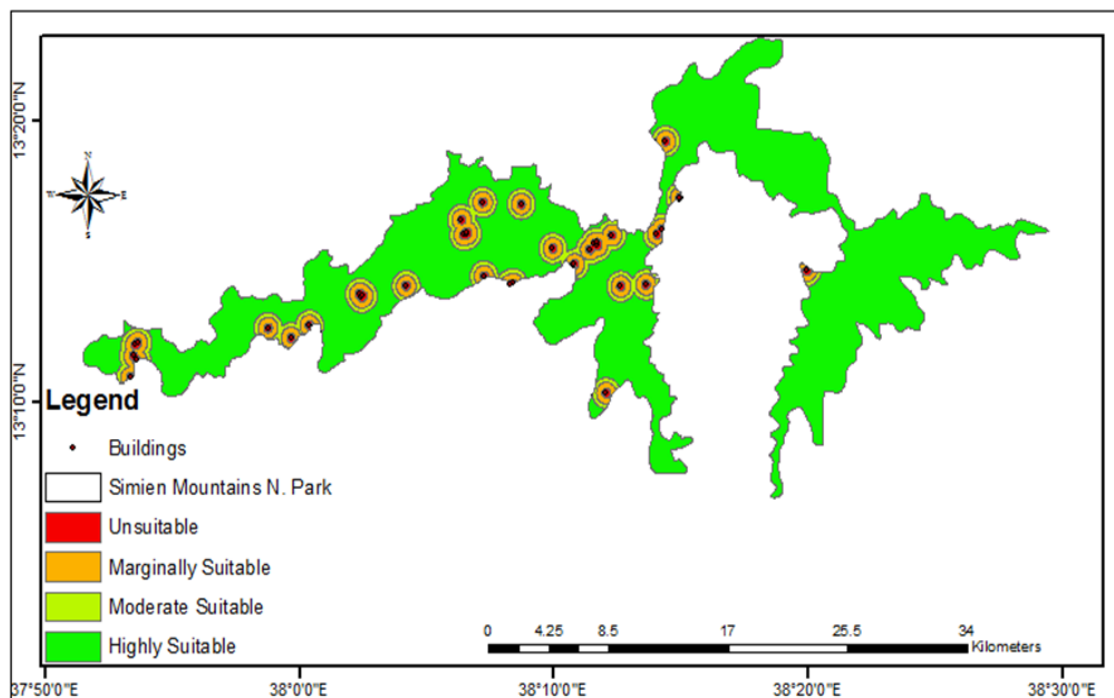 13°20'0"N
N
W E
S
13°10'0"N
Legend
Buildings
Simien Mountains N. Park
Unsuitable
Marginally Suitable
Moderate Suitable
Highly Suitable
0 4.25 8.5 17 25.5 34
Kilometers
37°50'0"E 38°0'0"E 38°10'0"E 38°20'0"E 38°30'0"E